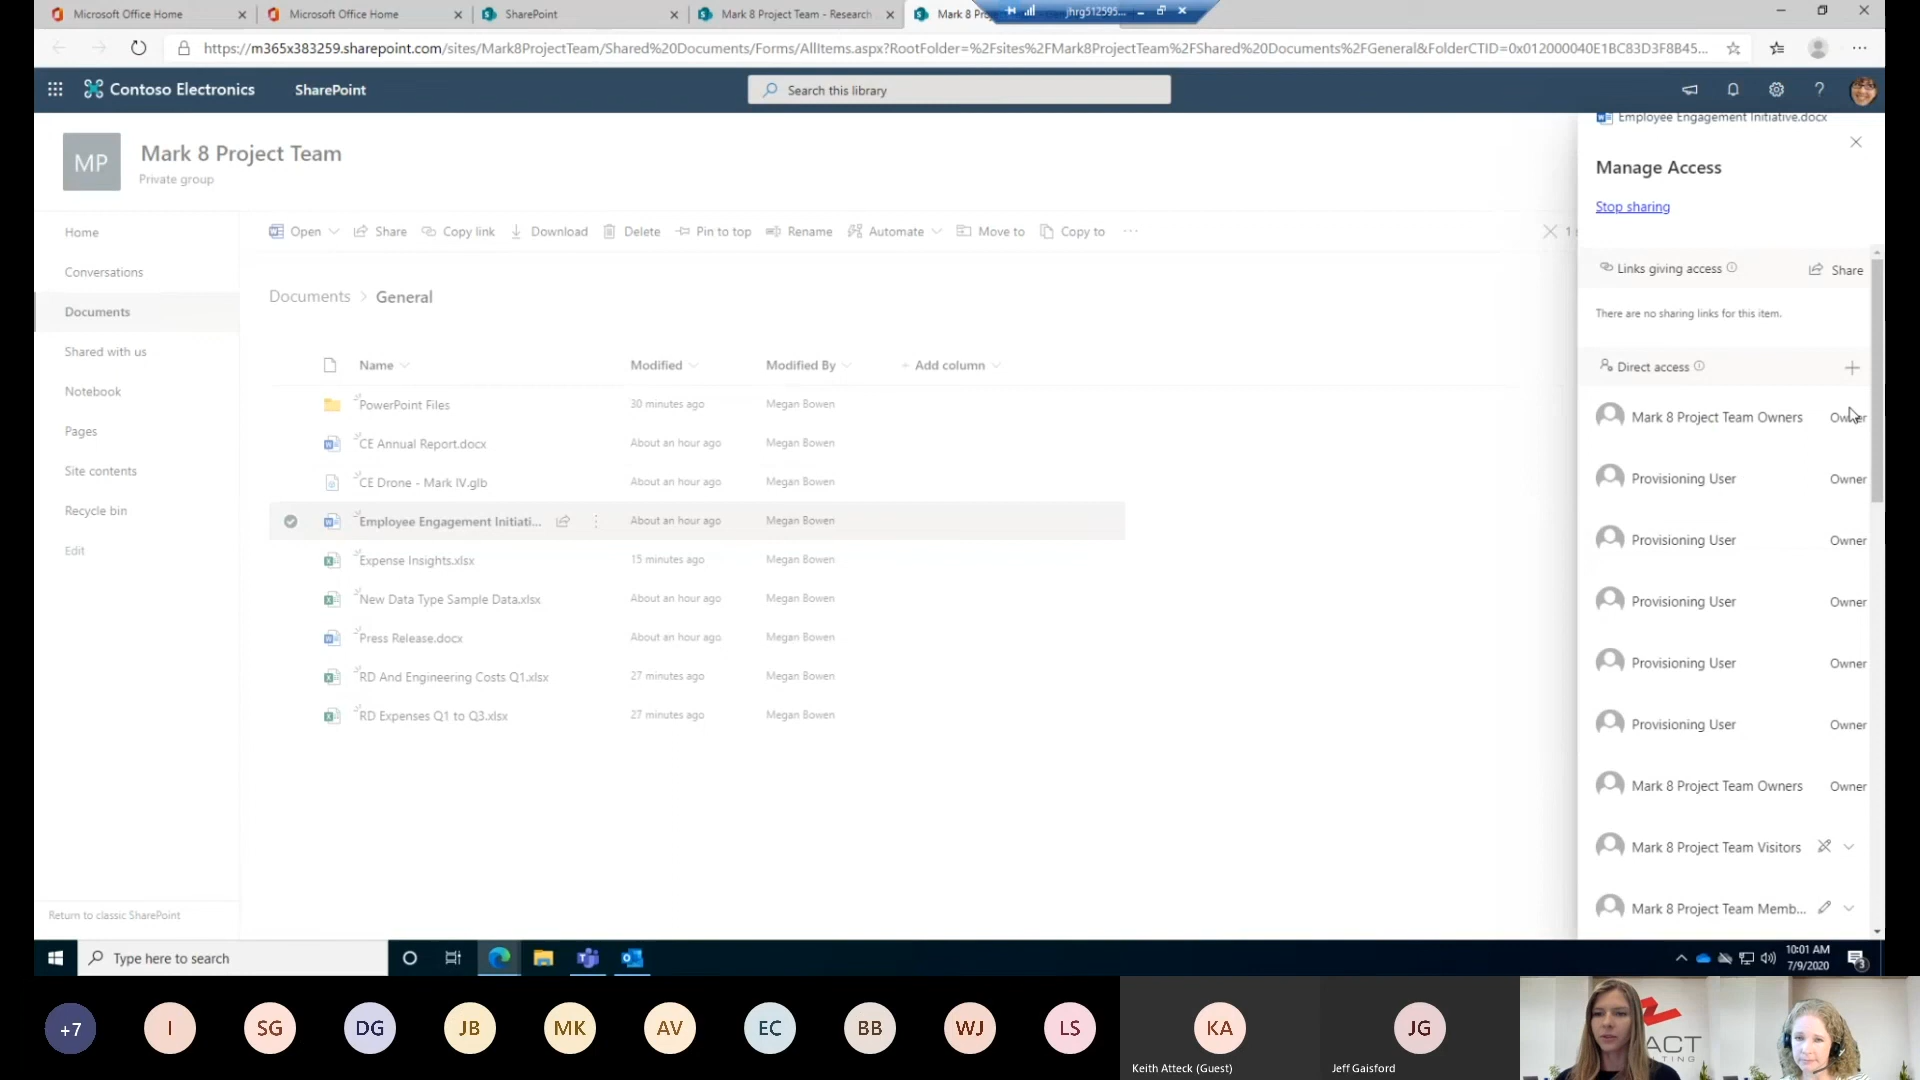 Microsoft Office Home
Microsoft Office Home
SharePoint
Mark 8 Project Team - Research
Mark 8 Pro
jhrg512595...
https://m365x383259.sharepoint.com/sites/Mark8ProjectTeam/Shared%20Documents/Forms/AllItems.aspx?RootFolder=%2Fsites%2FMark8ProjectTeam%2FShared%20Documents%2FGeneral&FolderCTID=0x012000040E1BC83D3F8B45...
Contoso Electronics
SharePoint
Search this library
MP
Mark 8 Project Team
Private group
Home
Conversations
Documents
Shared with us
Notebook
Pages
Site contents
Recycle bin
Edit
Return to classic SharePoint
Open
Share
Copy link
Download
Delete
Pin to top
Rename
Automate
Move to
Copy to
1
Documents > General
Name Modified Modified By + Add column
PowerPoint Files 30 minutes ago Megan Bowen
CE Annual Report.docx About an hour ago Megan Bowen
CE Drone - Mark IV.glb About an hour ago Megan Bowen
Employee Engagement Initiati... About an hour ago Megan Bowen
Expense Insights.xlsx 15 minutes ago Megan Bowen
New Data Type Sample Data.xlsx About an hour ago Megan Bowen
Press Release.docx About an hour ago Megan Bowen
RD And Engineering Costs Q1.xlsx 27 minutes ago Megan Bowen
RD Expenses Q1 to Q3.xlsx 27 minutes ago Megan Bowen
Employee Engagement Initiative.docx
Manage Access
Stop sharing
Links giving access
Share
There are no sharing links for this item.
Direct access
Mark 8 Project Team Owners Owner
Provisioning User Owner
Provisioning User Owner
Provisioning User Owner
Provisioning User Owner
Provisioning User Owner
Mark 8 Project Team Owners Owner
Mark 8 Project Team Visitors
Mark 8 Project Team Memb...
Type here to search
10:01 AM
7/9/2020
3
+7
I
SG
DG
JB
MK
AV
EC
BB
WJ
LS
KA
Keith Atteck (Guest)
JG
Jeff Gaisford